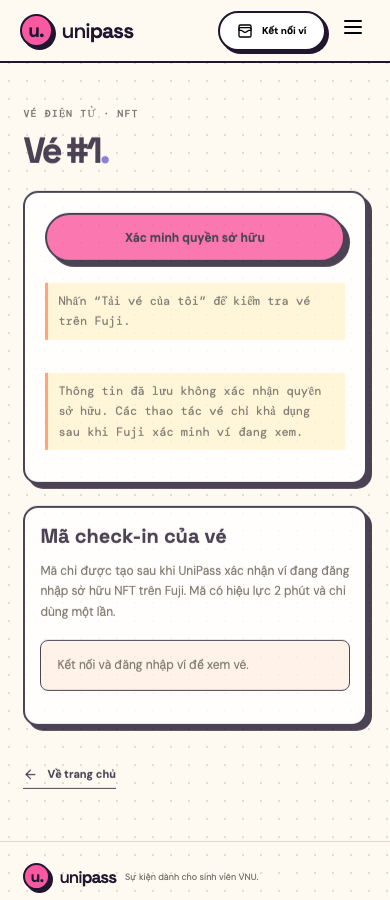 u. unipass
Kết nối ví
VÉ ĐIỆN TỬ · NFT
Vé #1.
Xác minh quyền sở hữu
Nhấn “Tải vé của tôi” để kiểm tra vé
trên Fuji.
Thông tin đã lưu không xác nhận quyền
sở hữu. Các thao tác vé chỉ khả dụng
sau khi Fuji xác minh ví đang xem.
Mã check-in của vé
Mã chỉ được tạo sau khi UniPass xác nhận ví đang đăng
nhập sở hữu NFT trên Fuji. Mã có hiệu lực 2 phút và chỉ
dùng một lần.
Kết nối và đăng nhập ví để xem vé.
← Về trang chủ
u. unipass Sự kiện dành cho sinh viên VNU.